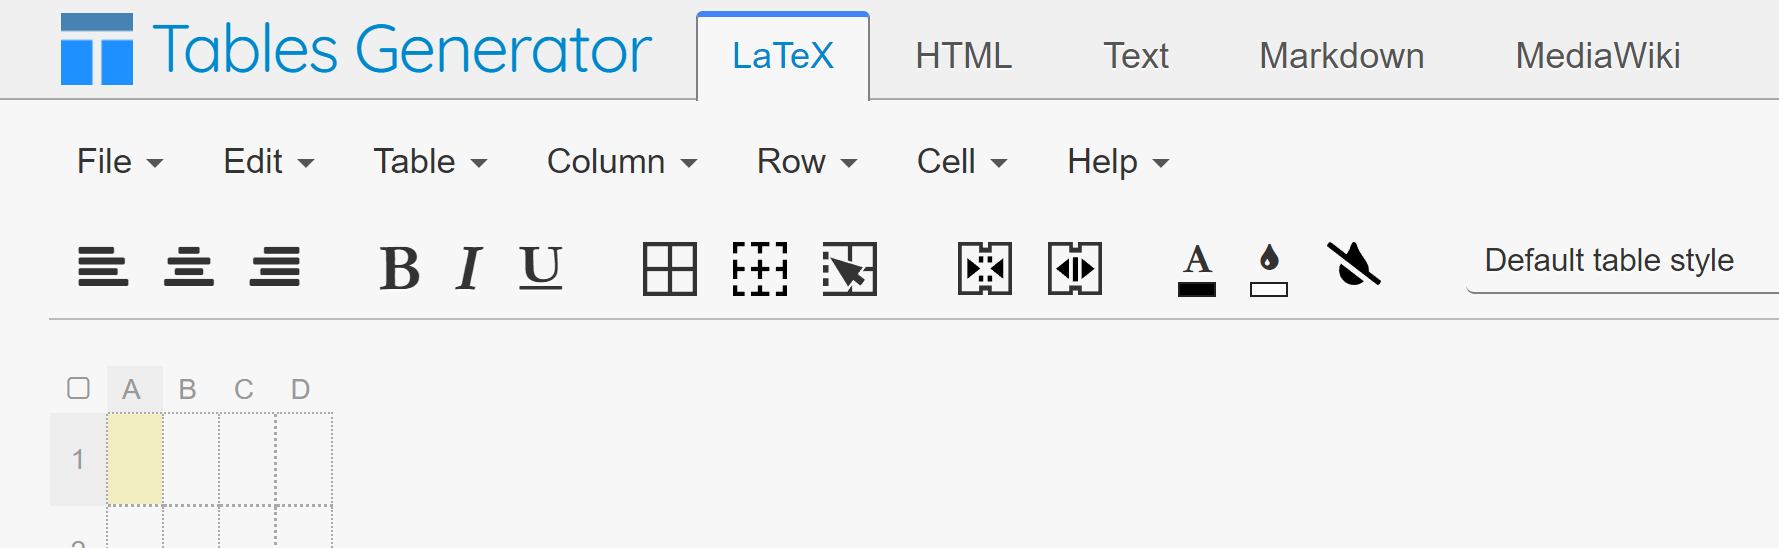 Tables Generator LaTeX HTML Text Markdown MediaWiki
File Edit Table Column Row Cell Help
B I U A Default table style
A B C D
1